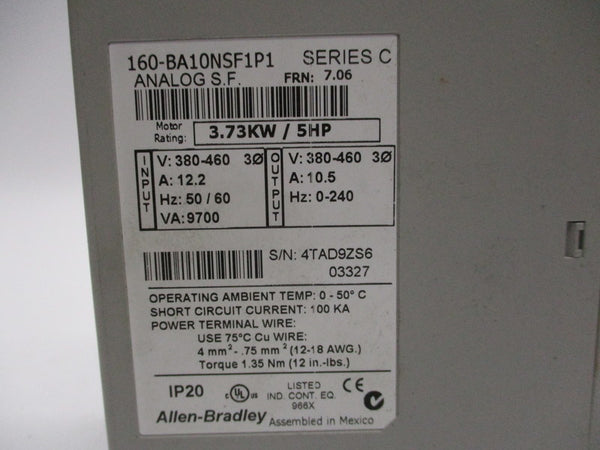 160-BA10NSF1P1 SERIES C
ANALOG S.F. FRN: 7.06
Motor Rating: 3.73KW / 5HP
INPUT
V: 380-460 3Ø
A: 12.2
Hz: 50 / 60
VA: 9700
OUTPUT
V: 380-460 3Ø
A: 10.5
Hz: 0-240
S/N: 4TAD9ZS6
03327
OPERATING AMBIENT TEMP: 0 - 50° C
SHORT CIRCUIT CURRENT: 100 KA
POWER TERMINAL WIRE:
USE 75°C Cu WIRE:
4 mm² - .75 mm² (12-18 AWG.)
Torque 1.35 Nm (12 in.-lbs.)
IP20 c UL us LISTED IND. CONT. EQ. 966X CE
Allen-Bradley Assembled in Mexico